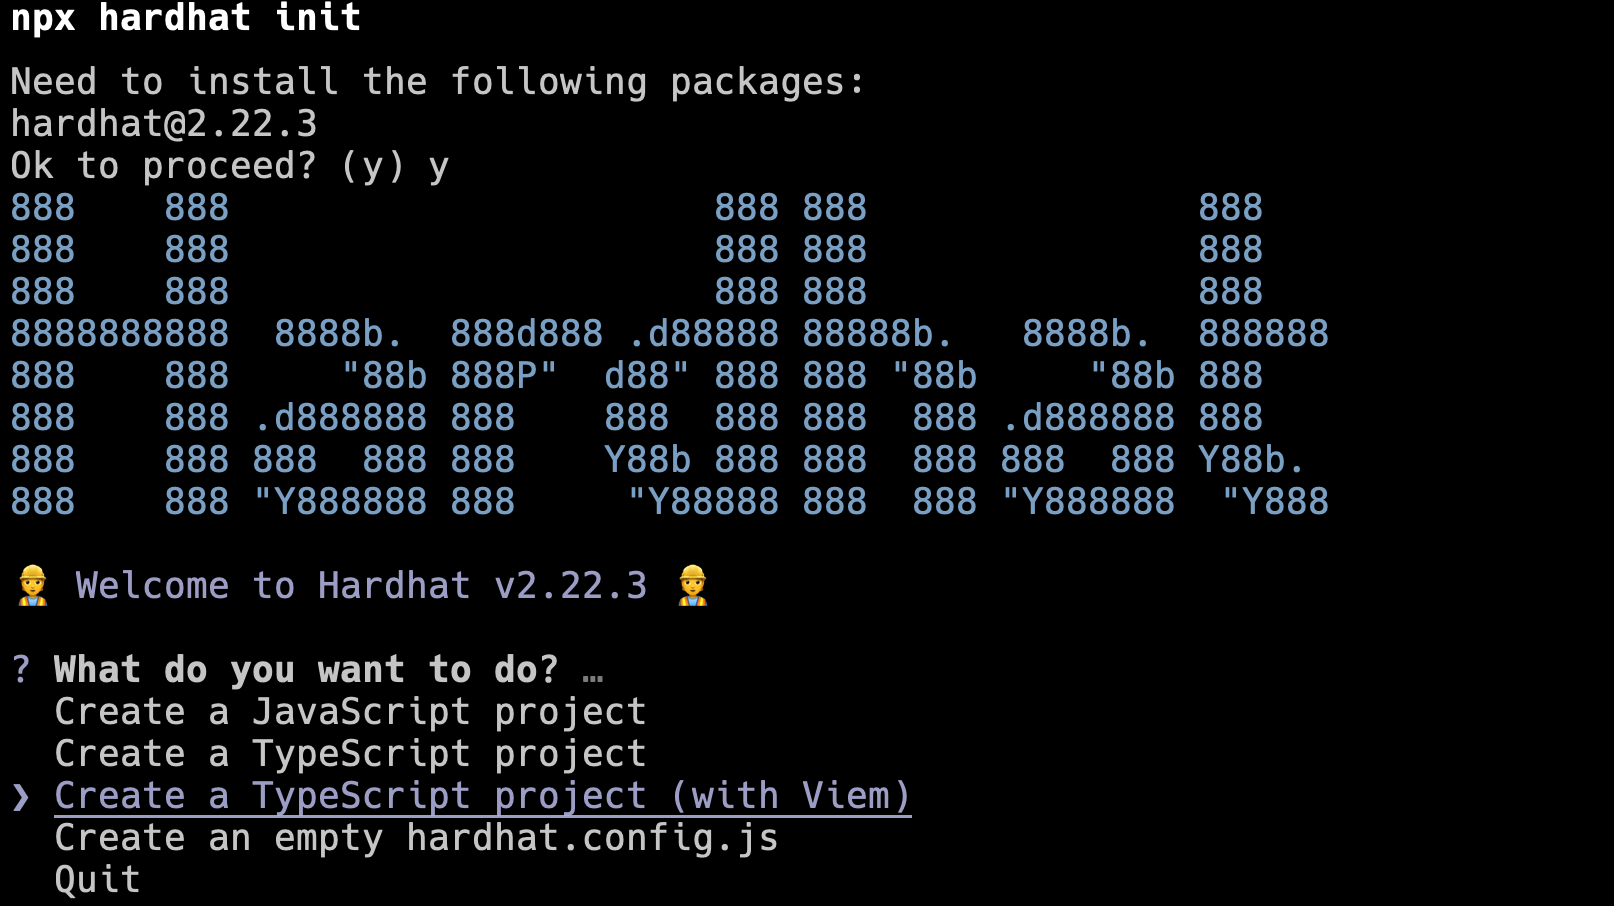 npx hardhat init
Need to install the following packages:
hardhat@2.22.3
Ok to proceed? (y) y
888    888                      888 888               888
888    888                      888 888               888
888    888                      888 888               888
8888888888  8888b.  888d888 .d88888 88888b.   8888b.  888888
888    888     "88b 888P"  d88" 888 888 "88b     "88b 888
888    888 .d888888 888    888  888 888  888 .d888888 888
888    888 888  888 888    Y88b 888 888  888 888  888 Y88b.
888    888 "Y888888 888     "Y88888 888  888 "Y888888  "Y888
👷 Welcome to Hardhat v2.22.3 👷
? What do you want to do? …
Create a JavaScript project
Create a TypeScript project
❯ Create a TypeScript project (with Viem)
Create an empty hardhat.config.js
Quit